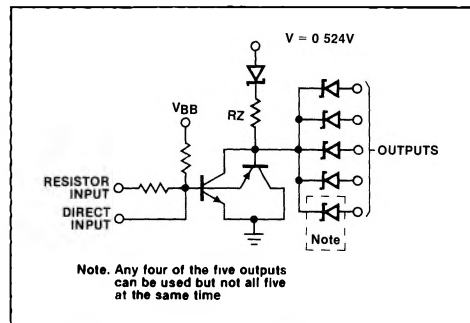 V = 0 524V
VBB
RZ
OUTPUTS
RESISTOR
INPUT
DIRECT
INPUT
Note
Note. Any four of the five outputs
can be used but not all five
at the same time